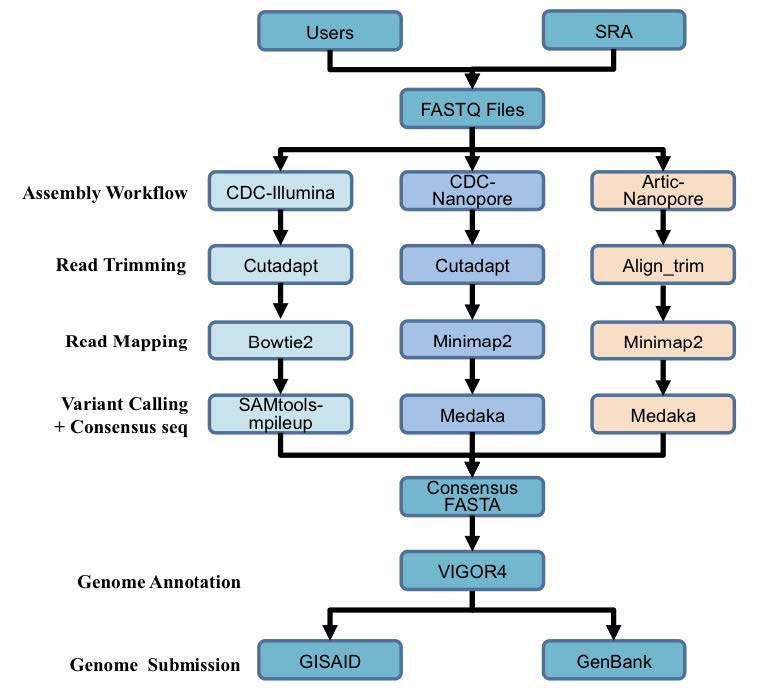 Users
SRA
FASTQ Files
Assembly Workflow
CDC-Illumina
CDC-
Nanopore
Artic-
Nanopore
Read Trimming
Cutadapt
Cutadapt
Align_trim
Read Mapping
Bowtie2
Minimap2
Minimap2
Variant Calling
+ Consensus seq
SAMtools-
mpileup
Medaka
Medaka
Consensus
FASTA
Genome Annotation
VIGOR4
Genome Submission
GISAID
GenBank